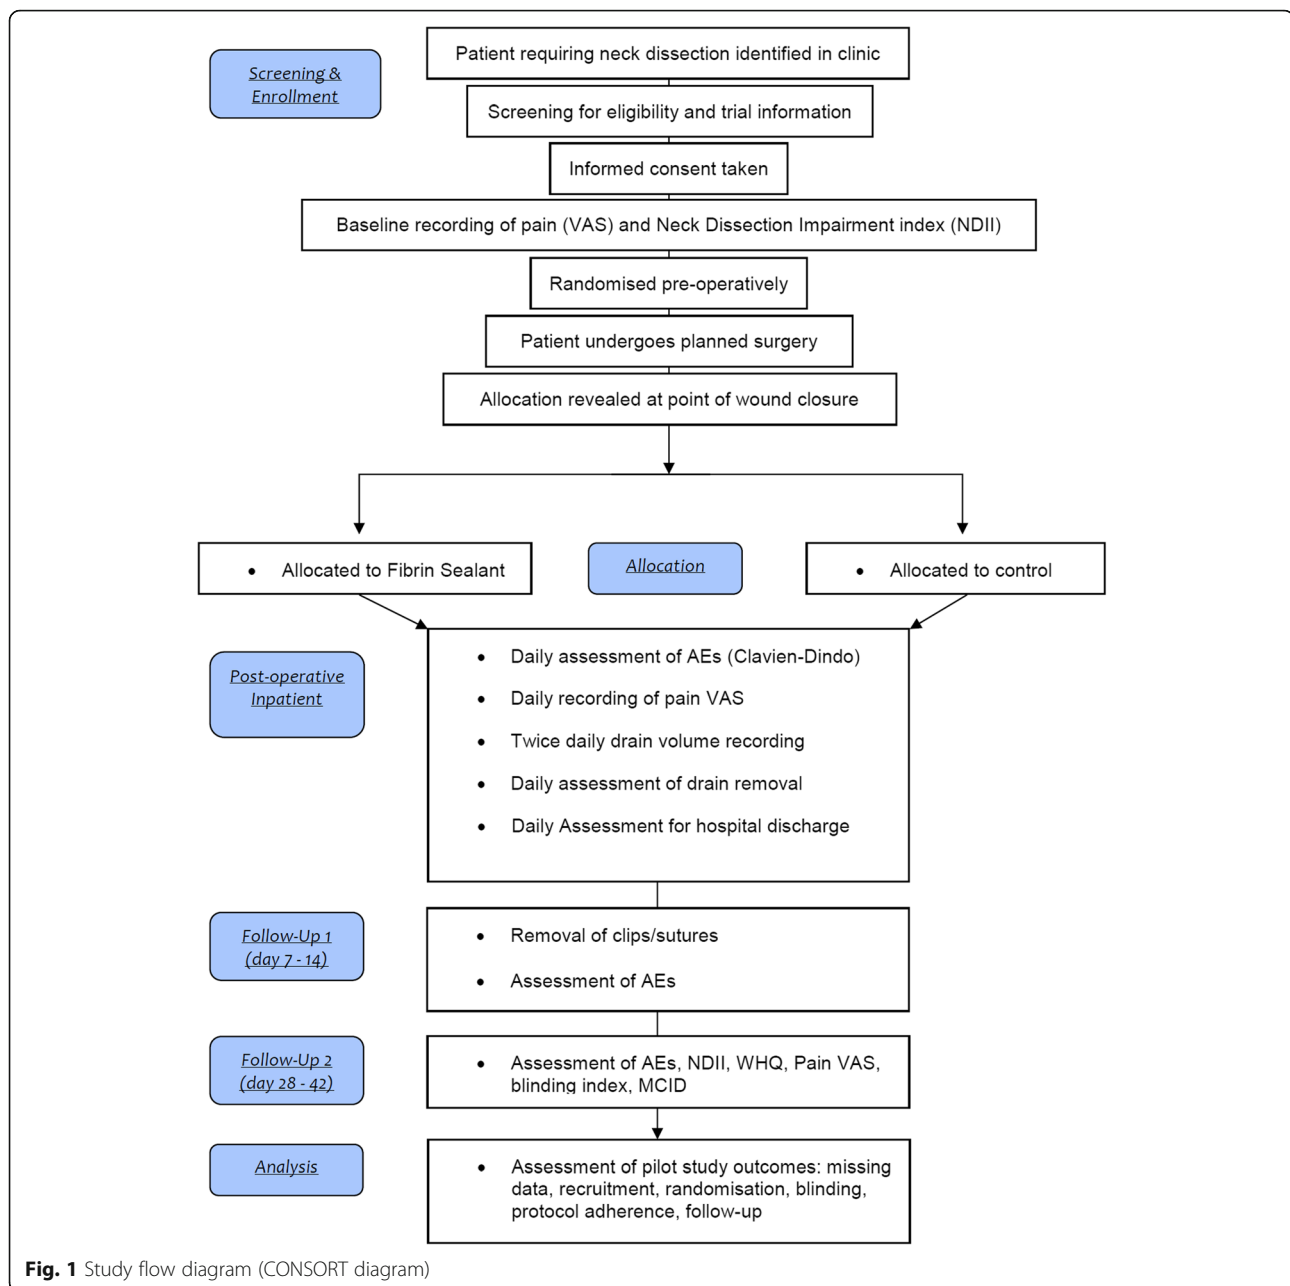 Screening &
Enrollment
Patient requiring neck dissection identified in clinic
Screening for eligibility and trial information
Informed consent taken
Baseline recording of pain (VAS) and Neck Dissection Impairment index (NDII)
Randomised pre-operatively
Patient undergoes planned surgery
Allocation revealed at point of wound closure
• Allocated to Fibrin Sealant
Allocation
• Allocated to control
Post-operative
Inpatient
• Daily assessment of AEs (Clavien-Dindo)
• Daily recording of pain VAS
• Twice daily drain volume recording
• Daily assessment of drain removal
• Daily Assessment for hospital discharge
Follow-Up 1
(day 7 - 14)
• Removal of clips/sutures
• Assessment of AEs
Follow-Up 2
(day 28 - 42)
• Assessment of AEs, NDII, WHQ, Pain VAS,
blinding index, MCID
Analysis
• Assessment of pilot study outcomes: missing
data, recruitment, randomisation, blinding,
protocol adherence, follow-up
Fig. 1 Study flow diagram (CONSORT diagram)